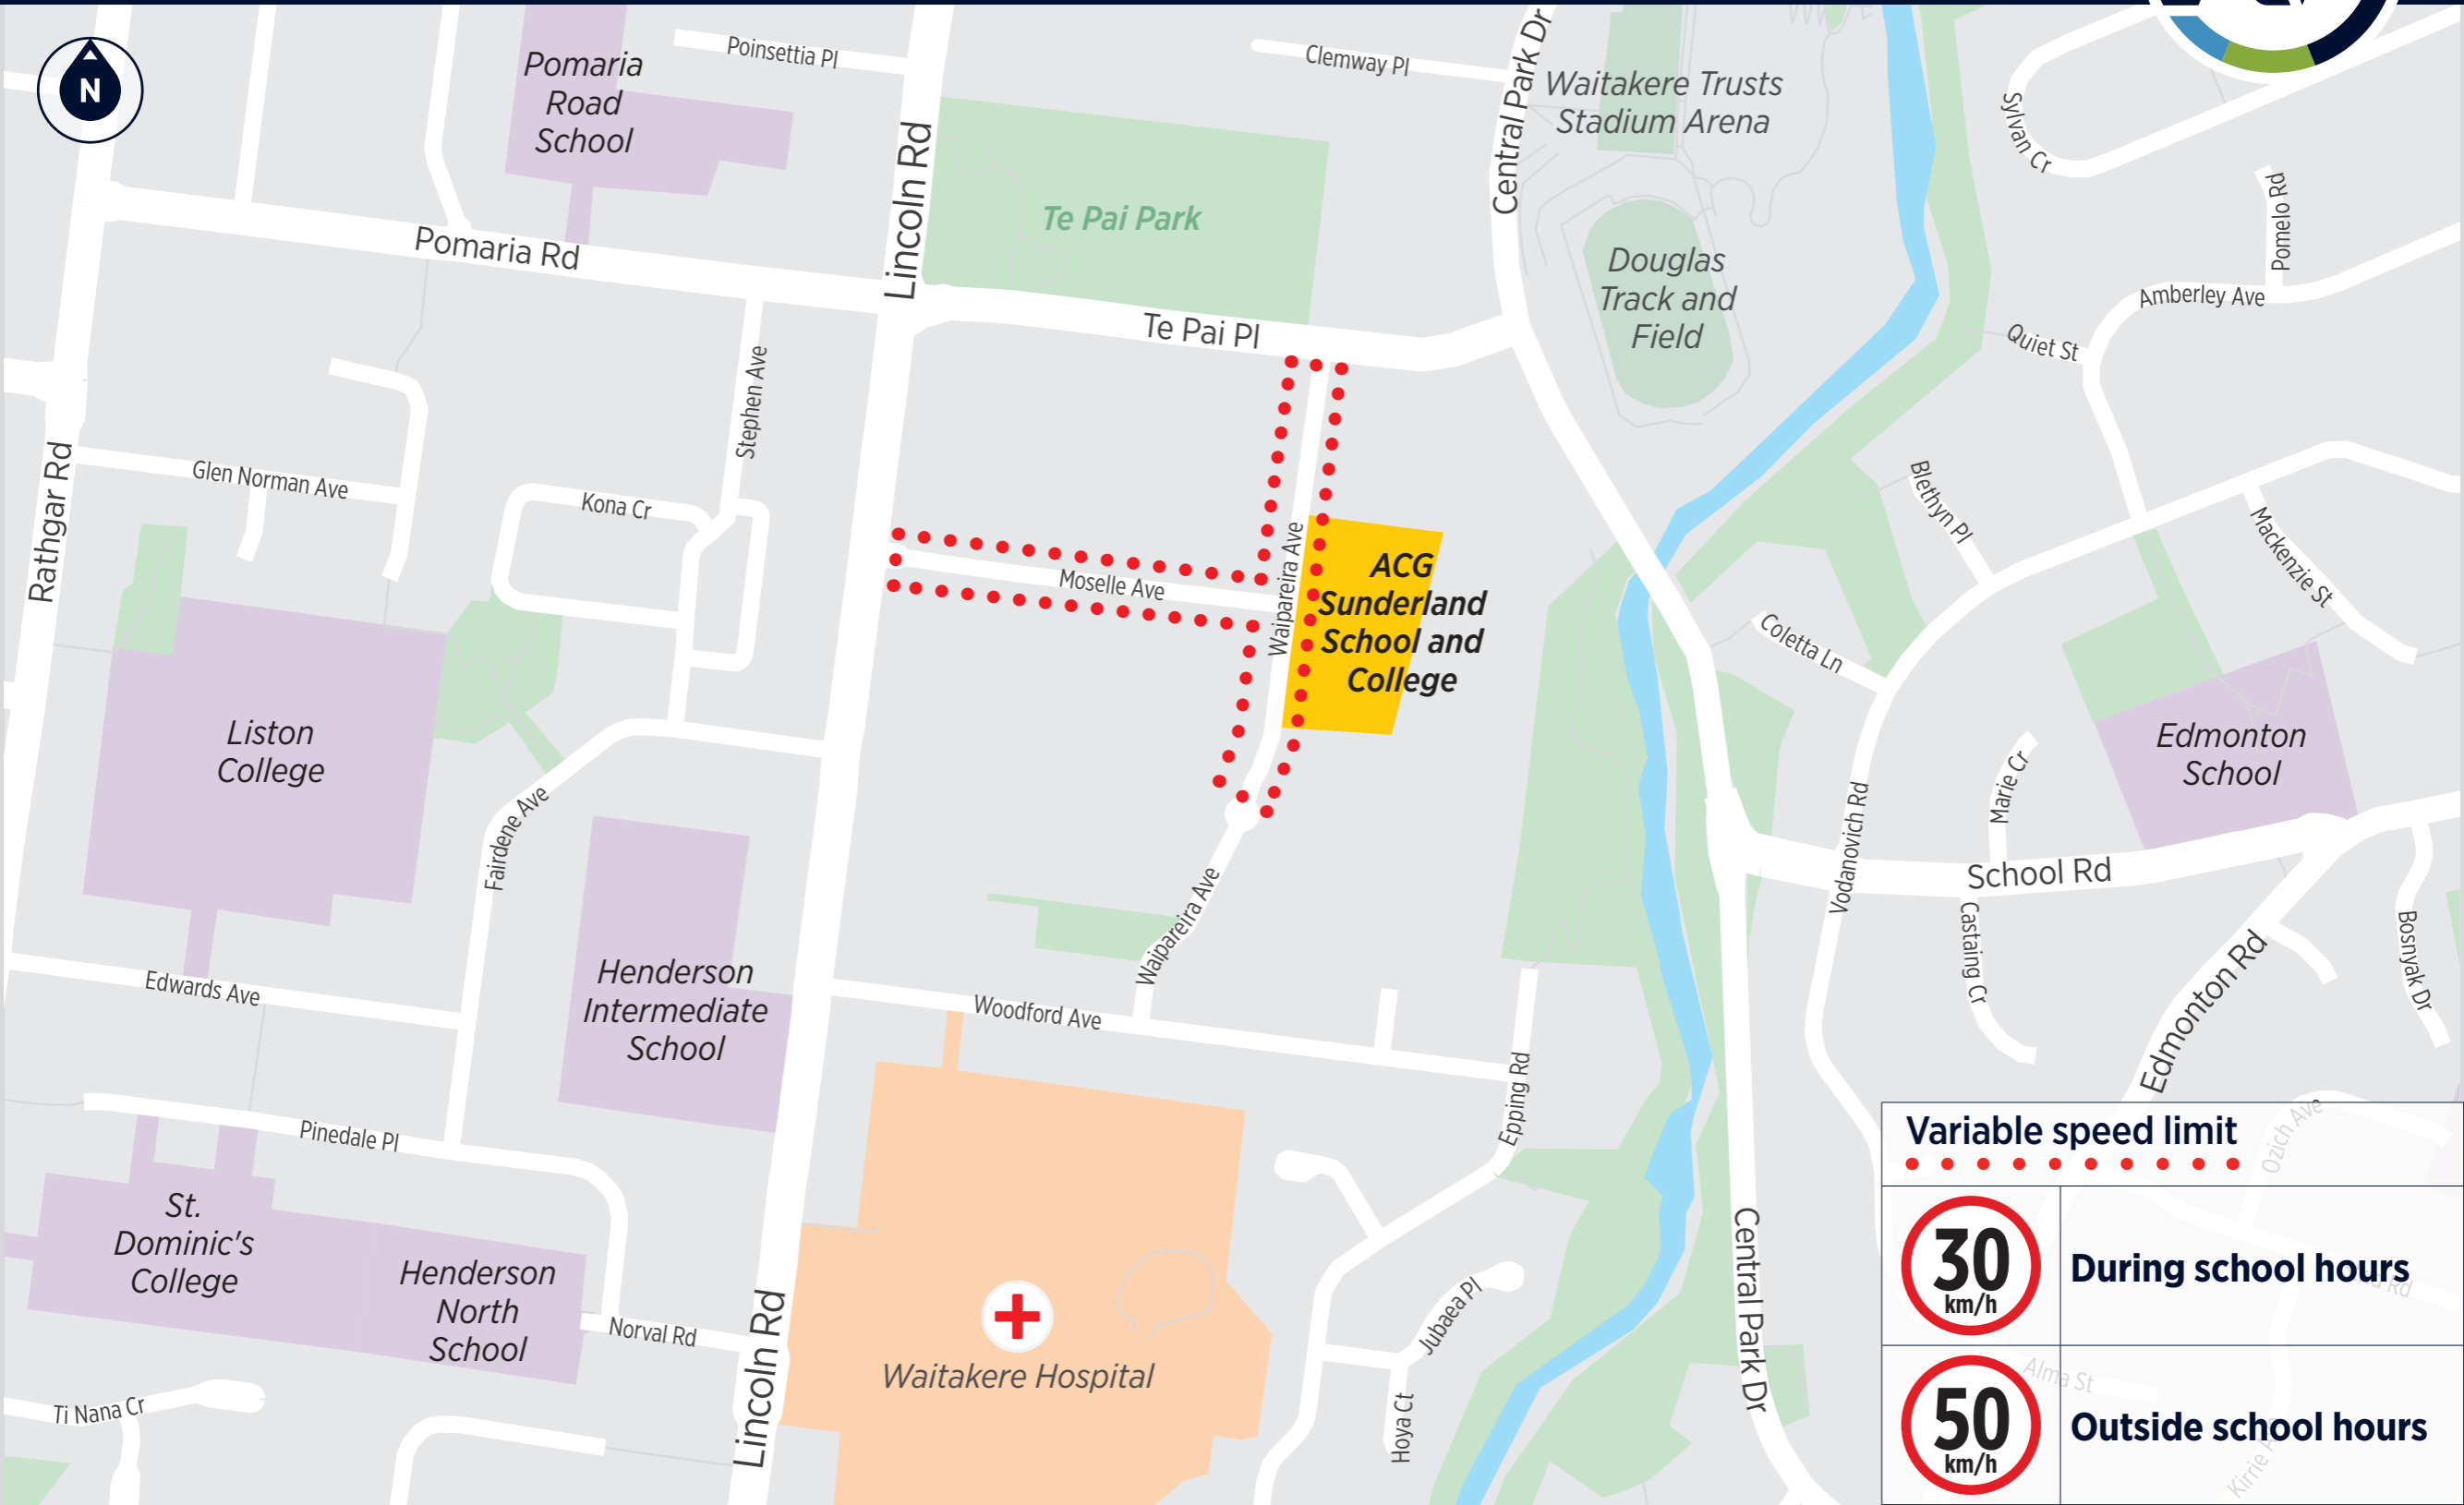 N
Pomaria
Road
School
Poinsettia Pl
Clemway Pl
Central Park Dr
Waitakere Trusts
Stadium Arena
Sylvan Cr
Pomelo Rd
Lincoln Rd
Te Pai Park
Pomaria Rd
Te Pai Pl
Douglas
Track and
Field
Amberley Ave
Quiet St
Stephen Ave
Rathgar Rd
Glen Norman Ave
Kona Cr
Moselle Ave
Waipareira Ave
ACG
Sunderland
School and
College
Blethyn Pl
Mackenzie St
Coletta Ln
Liston
College
Edmonton
School
Fairdene Ave
Marie Cr
Vodanovich Rd
School Rd
Waipareira Ave
Castaing Cr
Bosnyak Dr
Edmonton Rd
Edwards Ave
Henderson
Intermediate
School
Woodford Ave
Epping Rd
Pinedale Pl
St.
Dominic's
College
Henderson
North
School
Norval Rd
Lincoln Rd
Waitakere Hospital
Jubaea Pl
Hoya Ct
Central Park Dr
Ti Nana Cr
Variable speed limit
Ozich Ave
30
km/h
During school hours
Rd
Alma St
50
km/h
Outside school hours
Kirrie